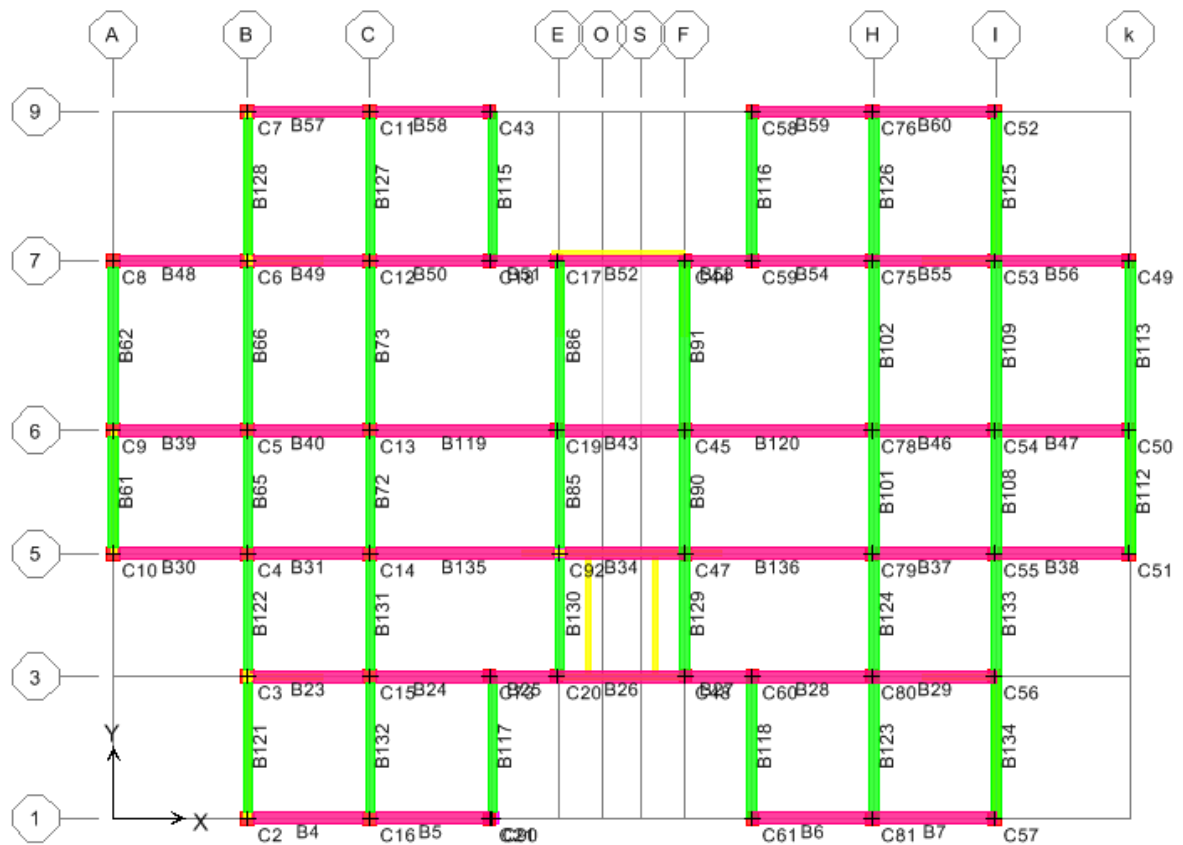 A B C E O S F H I k
9
C7 B57 C11 B58 C43 C58 B59 C76 B60 C52
B128 B127 B115 B116 B126 B125
7
C8 B48 C6 B49 C12 B50 B51 C17 B52 B53 C59 B54 C75 B55 C53 B56 C49
B62 B66 B73 B86 B91 B102 B109 B113
6
C9 B39 C5 B40 C13 B119 C19 B43 C45 B120 C78 B46 C54 B47 C50
B61 B65 B72 B85 B90 B101 B108 B112
5
C10 B30 C4 B31 C14 B135 C92 B34 C47 B136 C79 B37 C55 B38 C51
B122 B131 B130 B129 B124 B133
3
C3 B23 C15 B24 B25 C20 B26 B27 C60 B28 C80 B29 C56
B121 B132 B117 B118 B123 B134
Y
1 X
C2 B4 C16 B5 C61 B6 C81 B7 C57